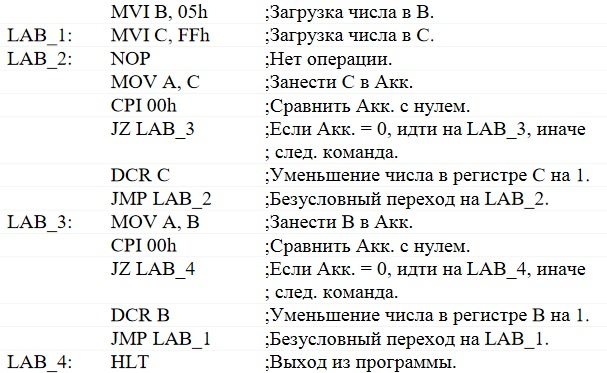 MVI B, 05h ;Загрузка числа в B.
LAB_1: MVI C, FFh ;Загрузка числа в C.
LAB_2: NOP ;Нет операции.
MOV A, C ;Занести C в Акк.
CPI 00h ;Сравнить Акк. с нулем.
JZ LAB_3 ;Если Акк. = 0, идти на LAB_3, иначе
; след. команда.
DCR C ;Уменьшение числа в регистре C на 1.
JMP LAB_2 ;Безусловный переход на LAB_2.
LAB_3: MOV A, B ;Занести B в Акк.
CPI 00h ;Сравнить Акк. с нулем.
JZ LAB_4 ;Если Акк. = 0, идти на LAB_4, иначе
; след. команда.
DCR B ;Уменьшение числа в регистре B на 1.
JMP LAB_1 ;Безусловный переход на LAB_1.
LAB_4: HLT ;Выход из программы.